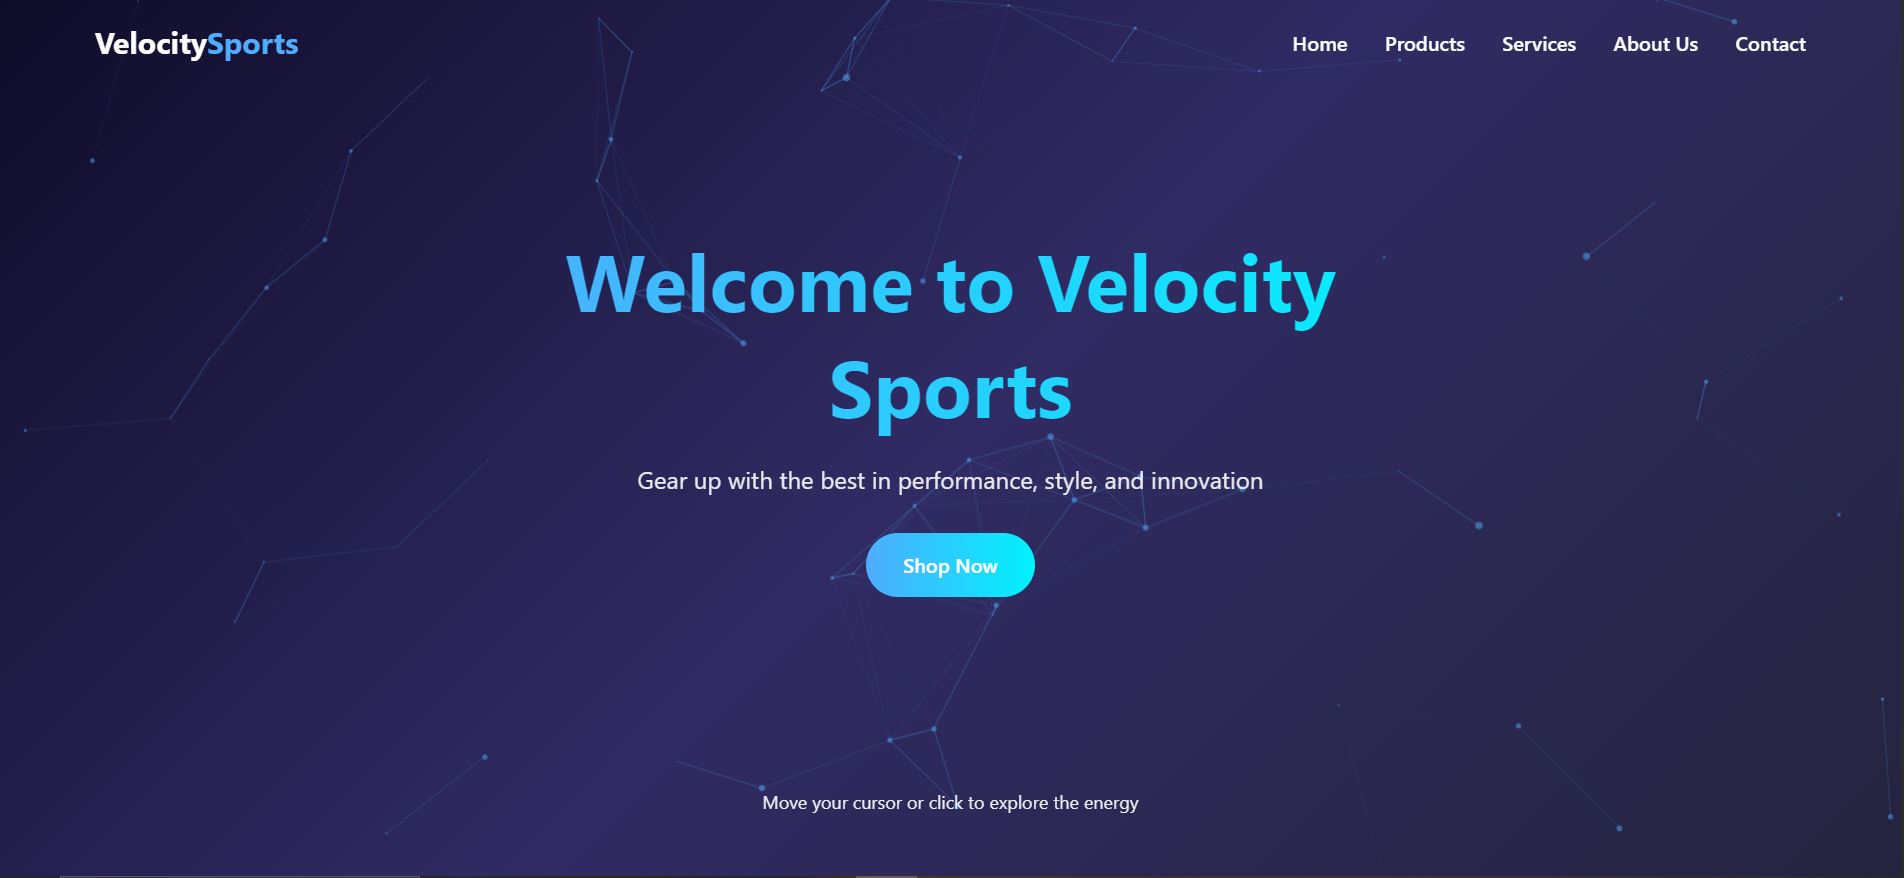 VelocitySports
Home Products Services About Us Contact
Welcome to Velocity
Sports
Gear up with the best in performance, style, and innovation
Shop Now
Move your cursor or click to explore the energy